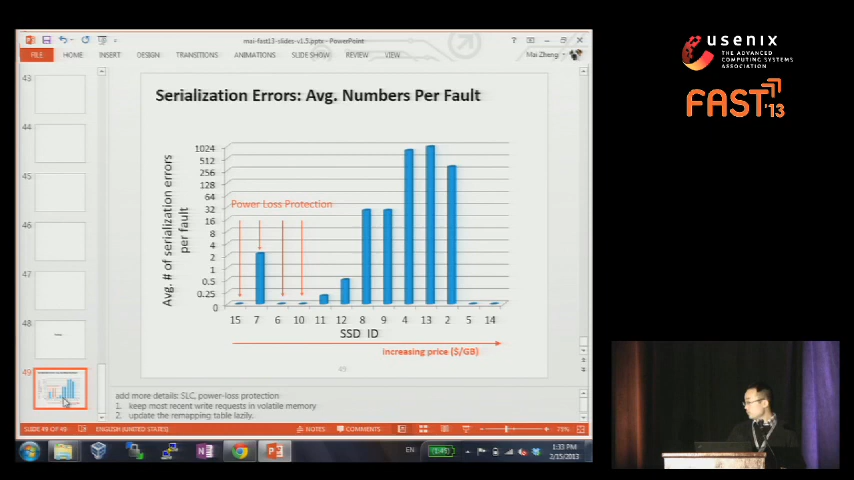 mai-fast13-slides-v1.5.pptx - PowerPoint
FILE HOME INSERT DESIGN TRANSITIONS ANIMATIONS SLIDE SHOW REVIEW VIEW Mai Zheng
43
44
45
46
47
48
49
Serialization Errors: Avg. Numbers Per Fault
Avg. # of serialization errors
per fault
1024
512
256
128
64
32
16
8
4
2
1
0.5
0.25
0
Power Loss Protection
15 7 6 10 11 12 8 9 4 13 2 5 14
SSD ID
Increasing price ($/GB)
49
add more details: SLC, power-loss protection
1. keep most recent write requests in volatile memory
2. update the remapping table lazily.
SLIDE 49 OF 49 ENGLISH (UNITED STATES) NOTES COMMENTS 75%
EN (1:45) 1:33 PM
2/15/2013
usenix
THE ADVANCED
COMPUTING SYSTEMS
ASSOCIATION
FAST '13